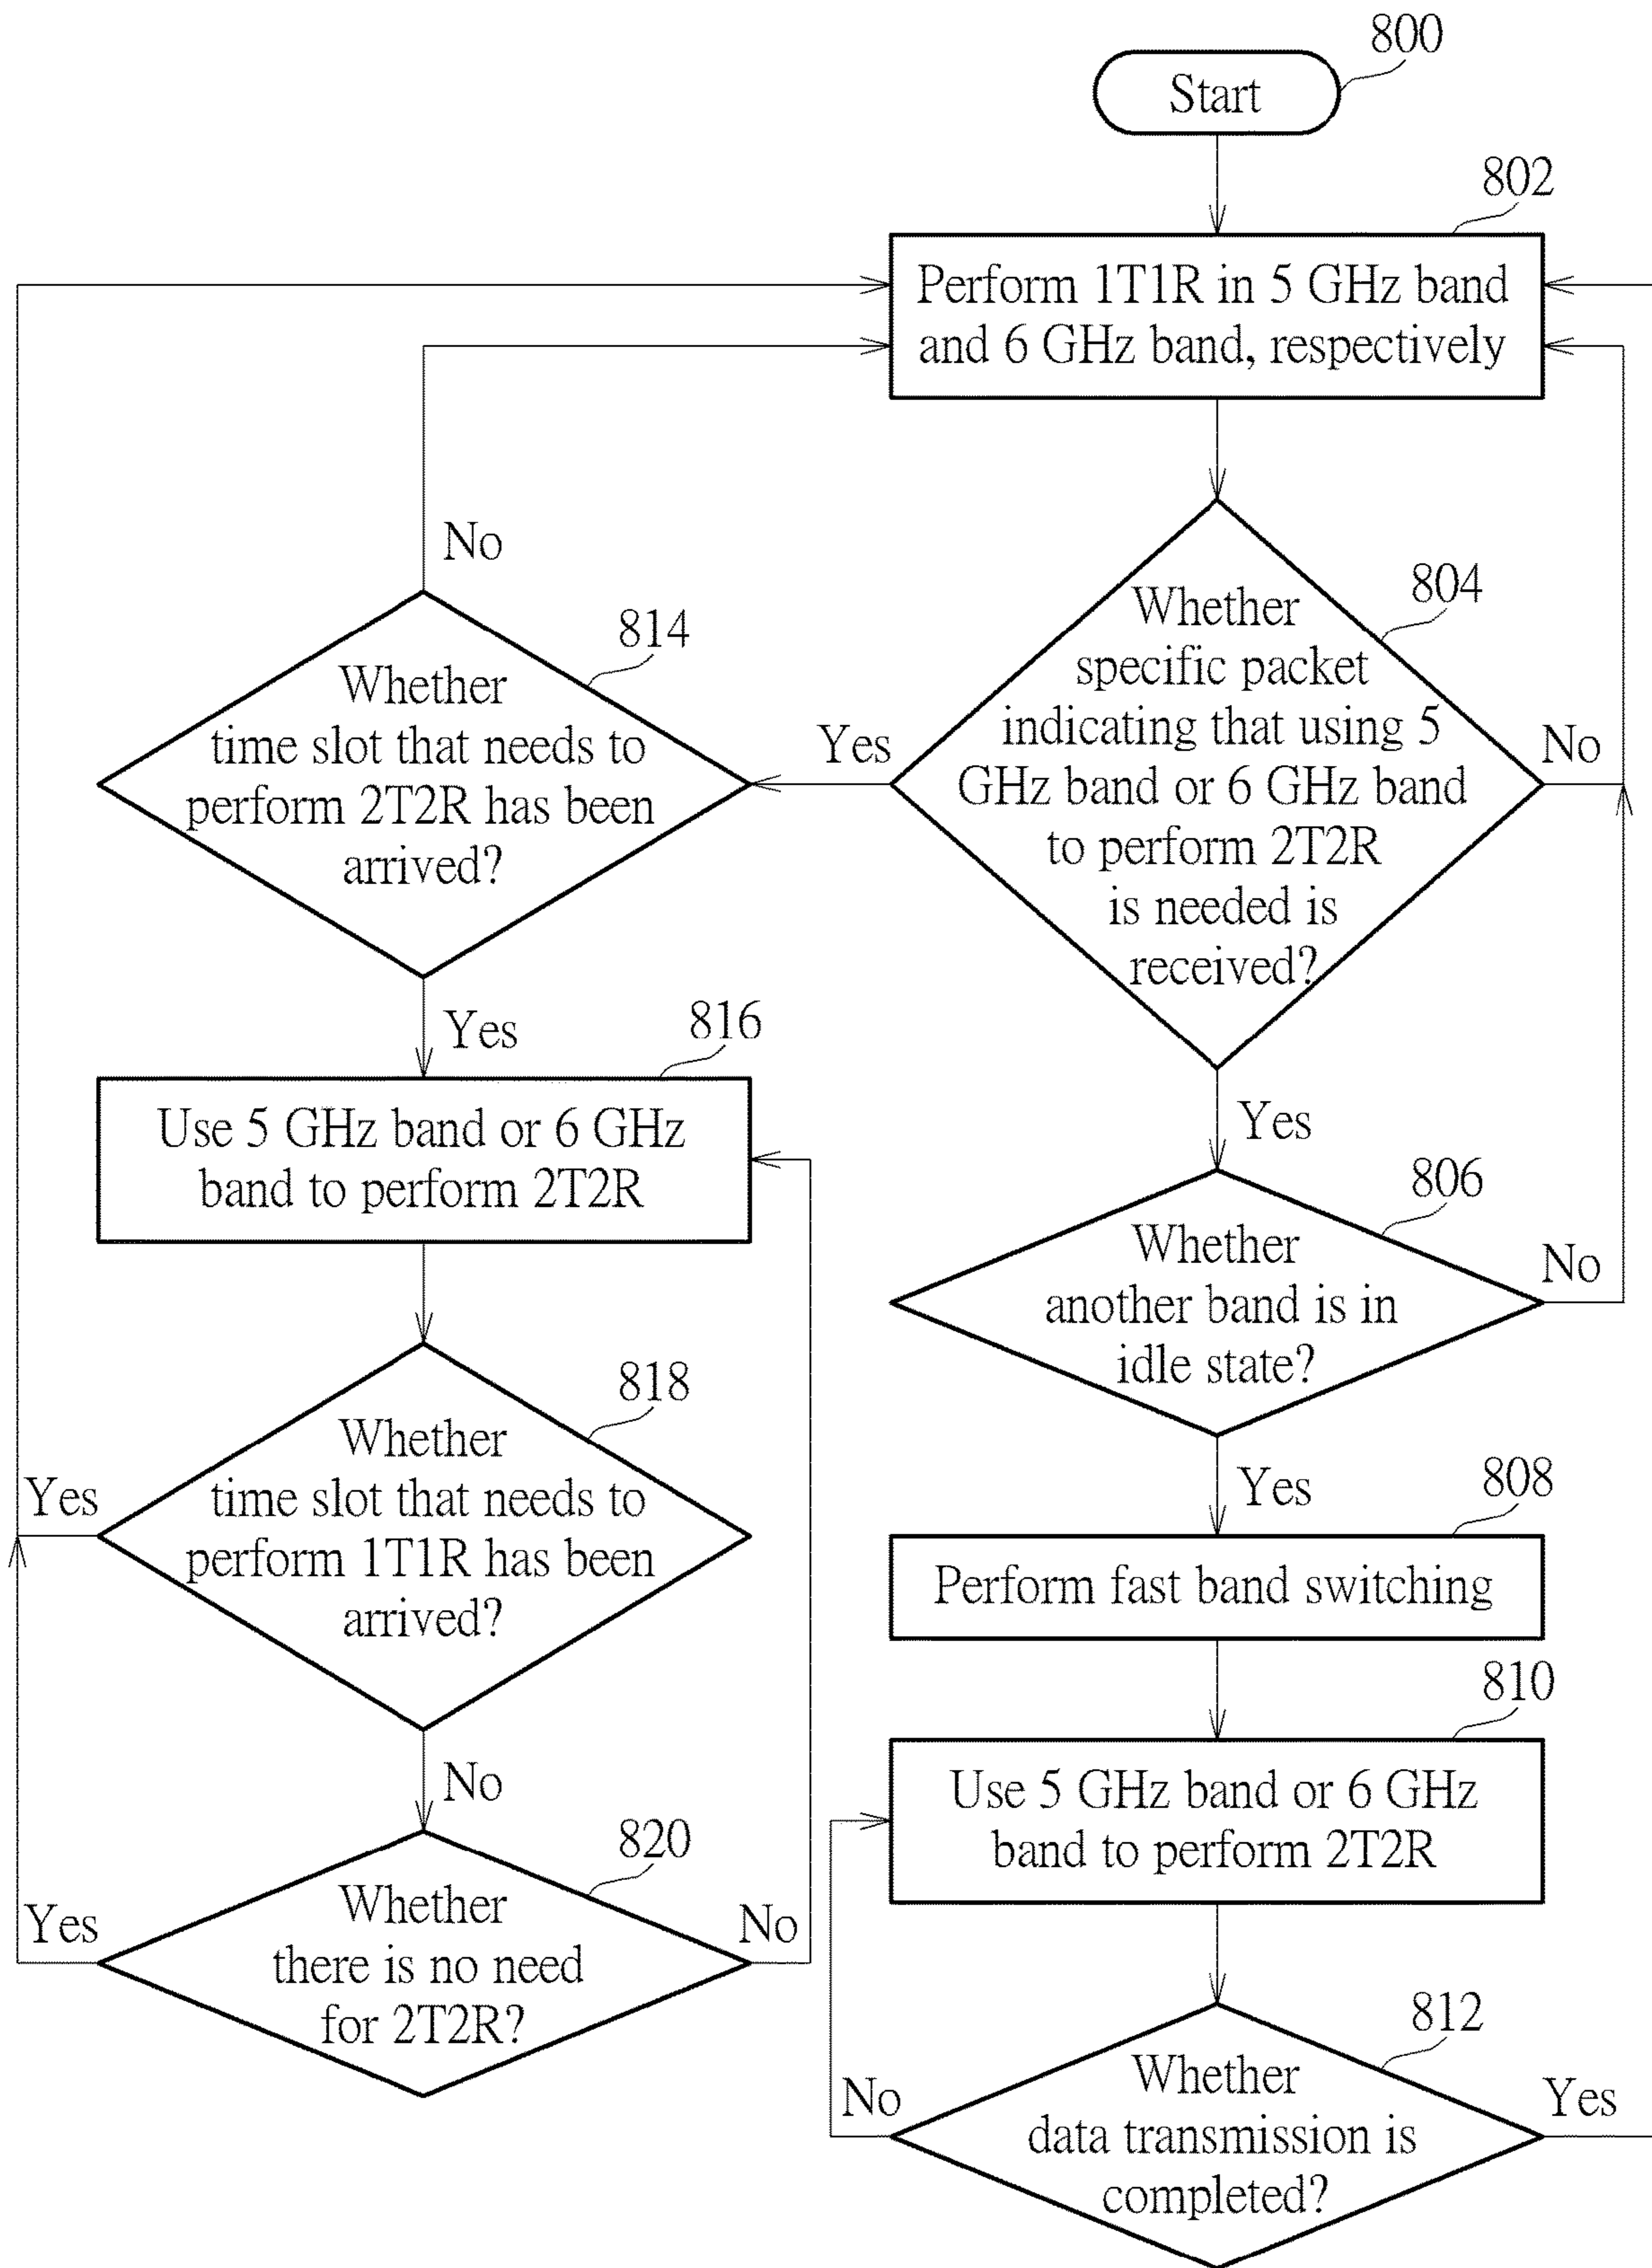 800
Start
802
Perform 1T1R in 5 GHz band
and 6 GHz band, respectively
804
Whether
specific packet
indicating that using 5
GHz band or 6 GHz band
to perform 2T2R
is needed is
received?
Yes
No
Yes
814
Whether
time slot that needs to
perform 2T2R has been
arrived?
No
Yes
816
Use 5 GHz band or 6 GHz
band to perform 2T2R
818
Whether
time slot that needs to
perform 1T1R has been
arrived?
Yes
No
820
Whether
there is no need
for 2T2R?
Yes
No
806
Whether
another band is in
idle state?
No
Yes
808
Perform fast band switching
810
Use 5 GHz band or 6 GHz
band to perform 2T2R
812
Whether
data transmission is
completed?
No
Yes